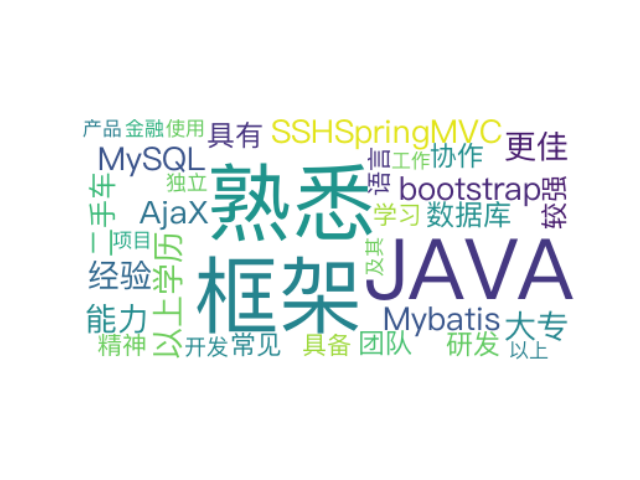 产品
金融
使用
具有
SSHSpringMVC
更佳
MySQL
独立
语言
工作
协作
二手车
AjaX
熟悉
学习
bootstrap
数据库
较强
项目
经验
以上学历
框架
及其
JAVA
能力
Mybatis
大专
精神
开发
常见
具备
团队
研发
以上